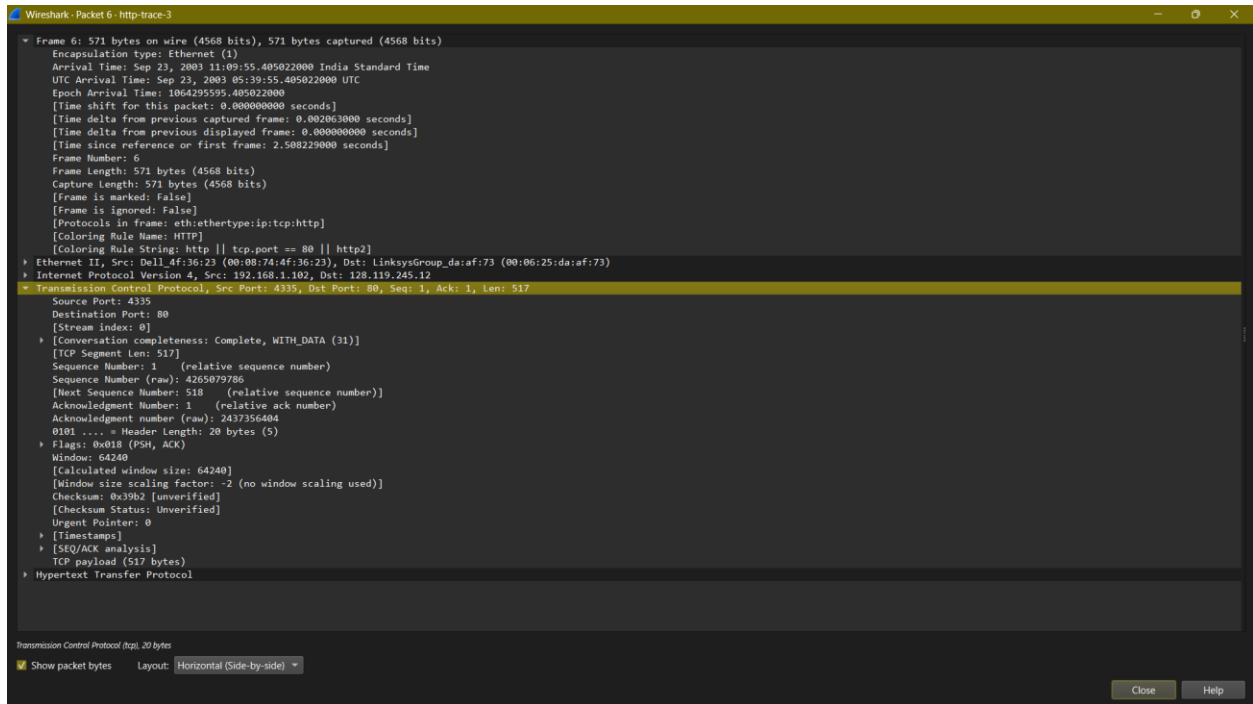 Wireshark · Packet 6 · http-trace-3
Frame 6: 571 bytes on wire (4568 bits), 571 bytes captured (4568 bits)
Encapsulation type: Ethernet (1)
Arrival Time: Sep 23, 2003 11:09:55.405022000 India Standard Time
UTC Arrival Time: Sep 23, 2003 05:39:55.405022000 UTC
Epoch Arrival Time: 1064295595.405022000
[Time shift for this packet: 0.000000000 seconds]
[Time delta from previous captured frame: 0.002063000 seconds]
[Time delta from previous displayed frame: 0.000000000 seconds]
[Time since reference or first frame: 2.508229000 seconds]
Frame Number: 6
Frame Length: 571 bytes (4568 bits)
Capture Length: 571 bytes (4568 bits)
[Frame is marked: False]
[Frame is ignored: False]
[Protocols in frame: eth:ethertype:ip:tcp:http]
[Coloring Rule Name: HTTP]
[Coloring Rule String: http || tcp.port == 80 || http2]
Ethernet II, Src: Dell_4f:36:23 (00:08:74:4f:36:23), Dst: LinksysGroup_da:af:73 (00:06:25:da:af:73)
Internet Protocol Version 4, Src: 192.168.1.102, Dst: 128.119.245.12
Transmission Control Protocol, Src Port: 4335, Dst Port: 80, Seq: 1, Ack: 1, Len: 517
Source Port: 4335
Destination Port: 80
[Stream index: 0]
[Conversation completeness: Complete, WITH_DATA (31)]
[TCP Segment Len: 517]
Sequence Number: 1 (relative sequence number)
Sequence Number (raw): 4265079786
[Next Sequence Number: 518 (relative sequence number)]
Acknowledgment Number: 1 (relative ack number)
Acknowledgment number (raw): 2437356404
0101 .... = Header Length: 20 bytes (5)
Flags: 0x018 (PSH, ACK)
Window: 64240
[Calculated window size: 64240]
[Window size scaling factor: -2 (no window scaling used)]
Checksum: 0x39b2 [unverified]
[Checksum Status: Unverified]
Urgent Pointer: 0
[Timestamps]
[SEQ/ACK analysis]
TCP payload (517 bytes)
Hypertext Transfer Protocol
Transmission Control Protocol (tcp), 20 bytes
Show packet bytes Layout: Horizontal (Side-by-side)
Close Help